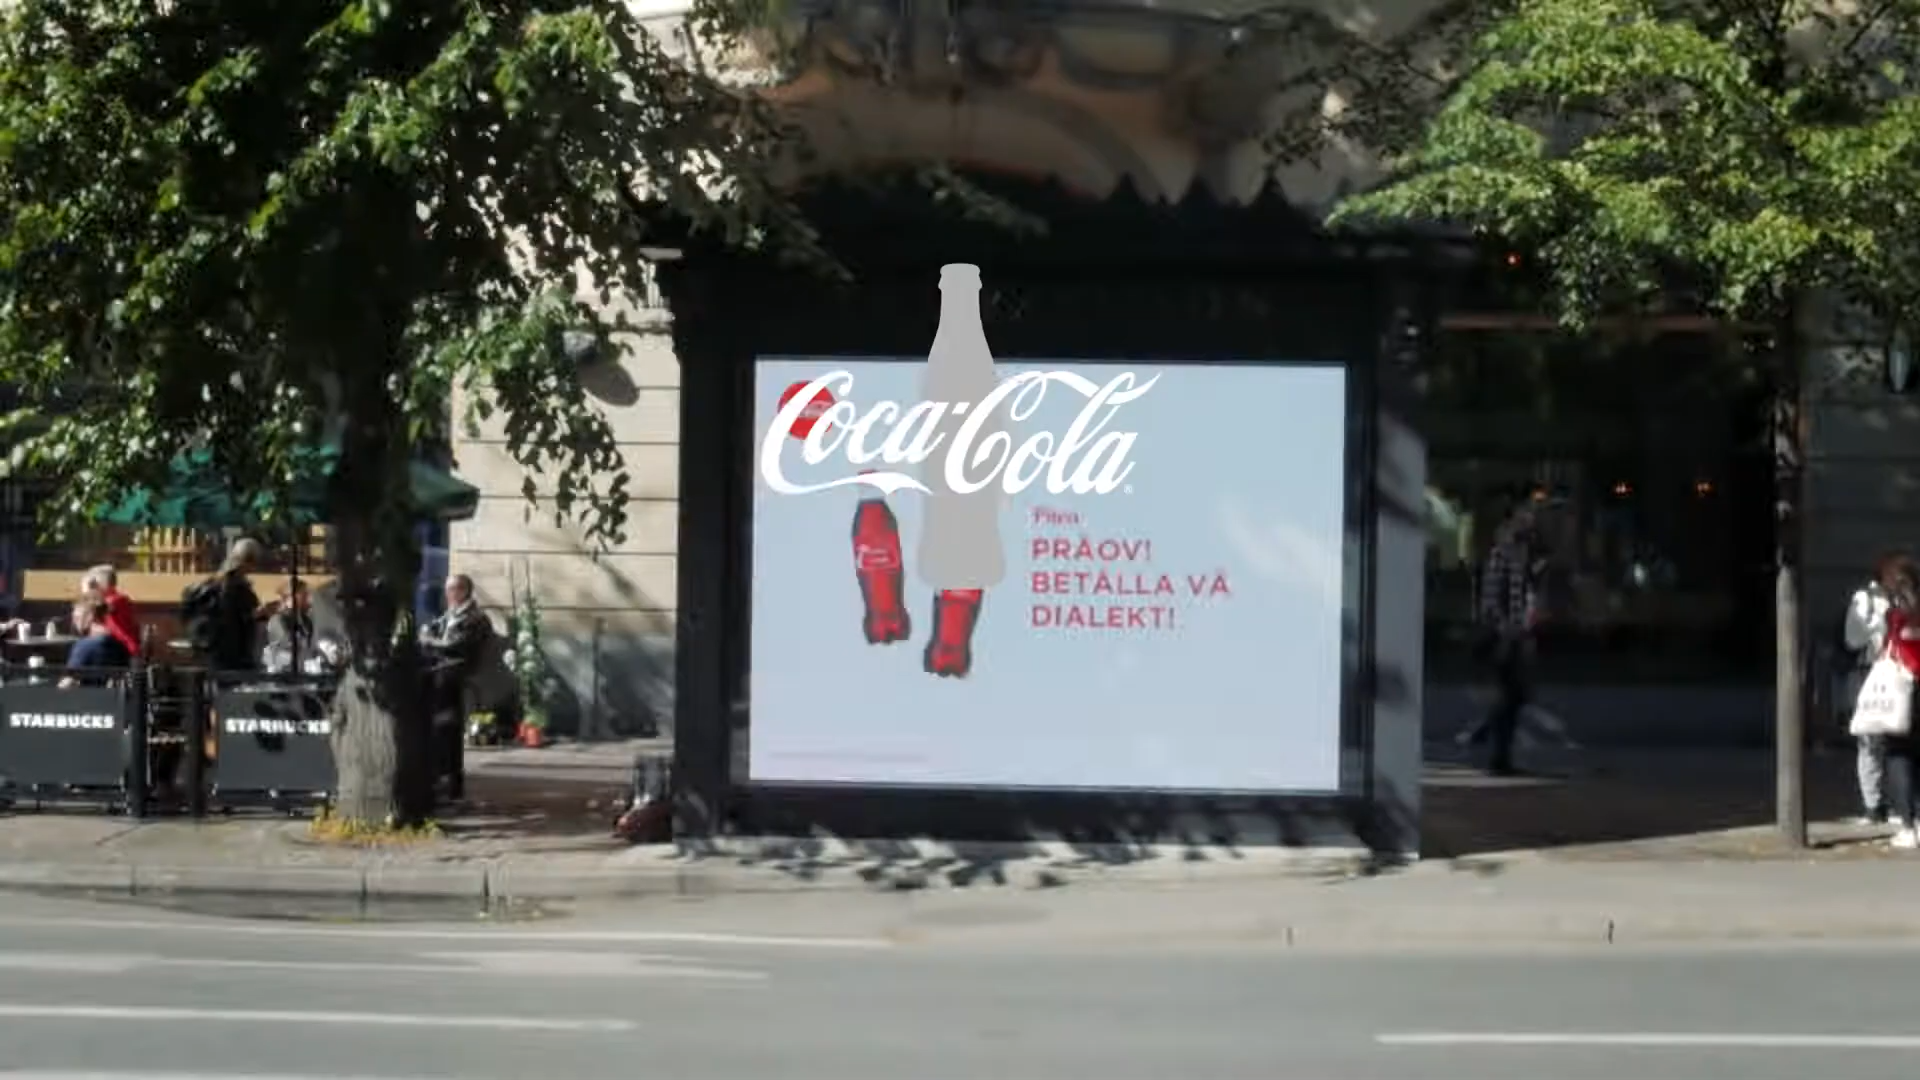 Coca-Cola
PRÅOV!
BETÅLLA VÅ
DIALEKT!
STARBUCKS
STARBUCKS